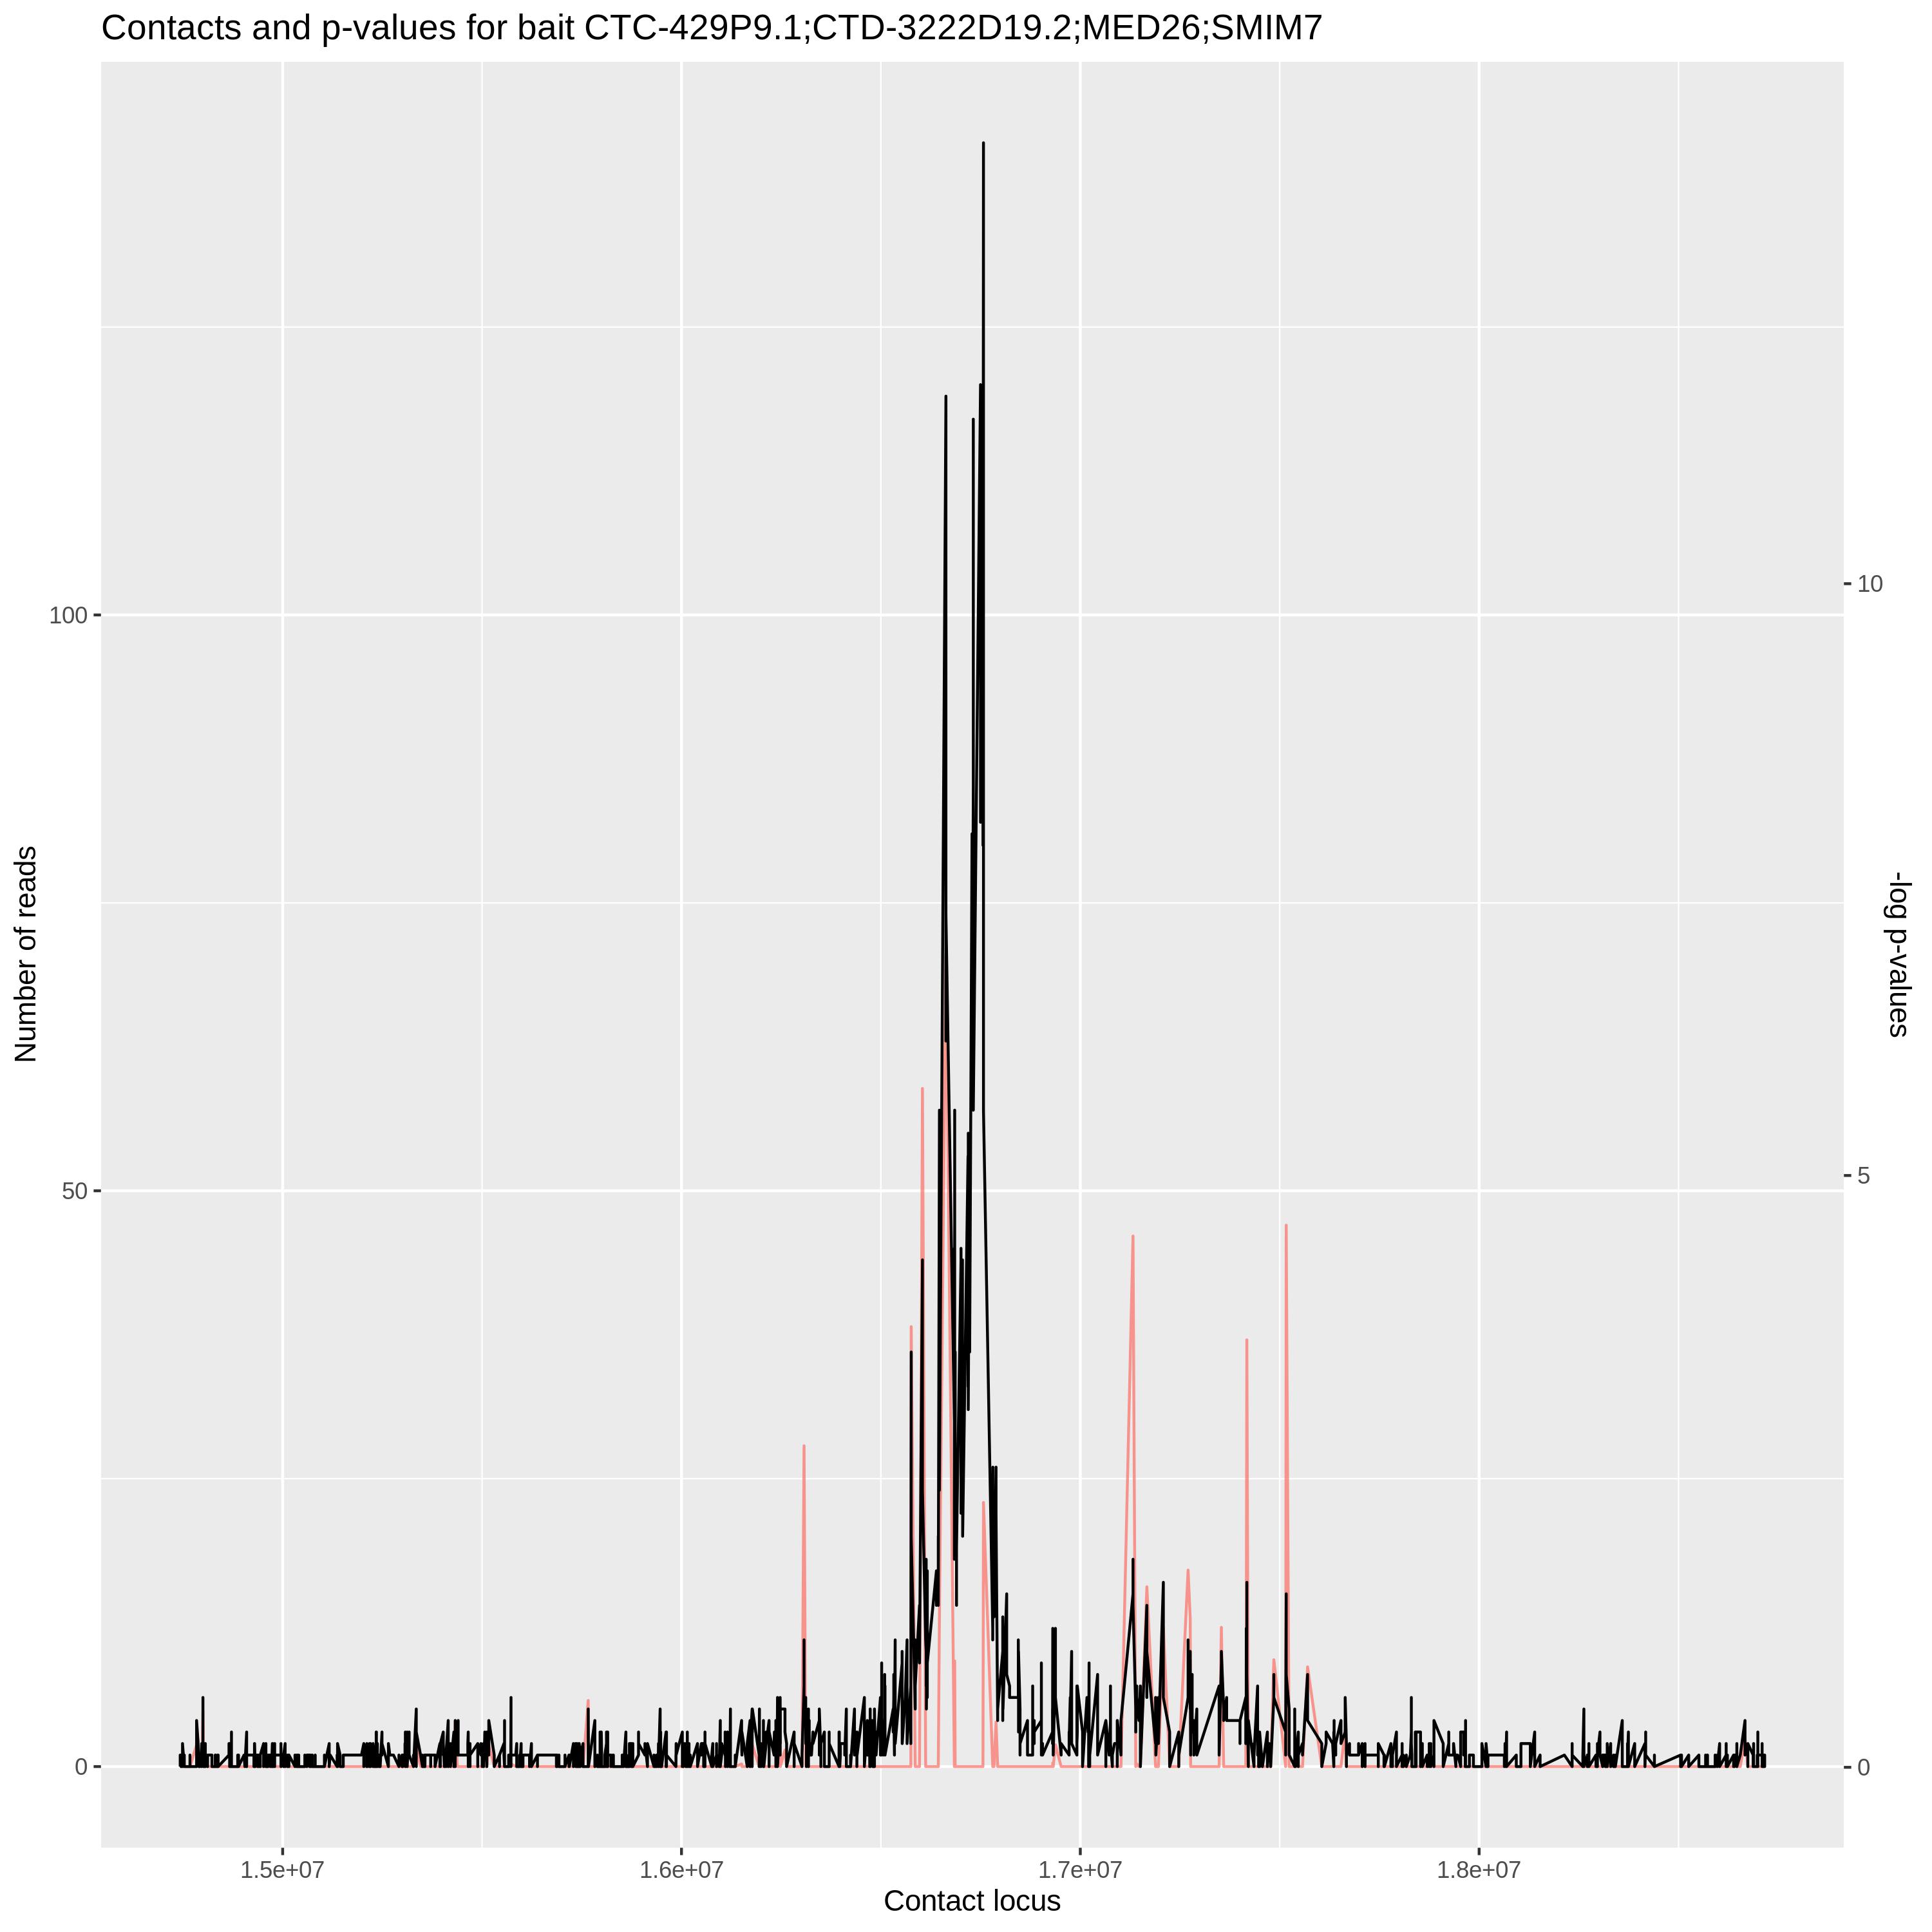 Contacts and p-values for bait CTC-429P9.1;CTD-3222D19.2;MED26;SMIM7
Number of reads
100
50
0
-log p-values
10
5
0
1.5e+07 1.6e+07 1.7e+07 1.8e+07
Contact locus